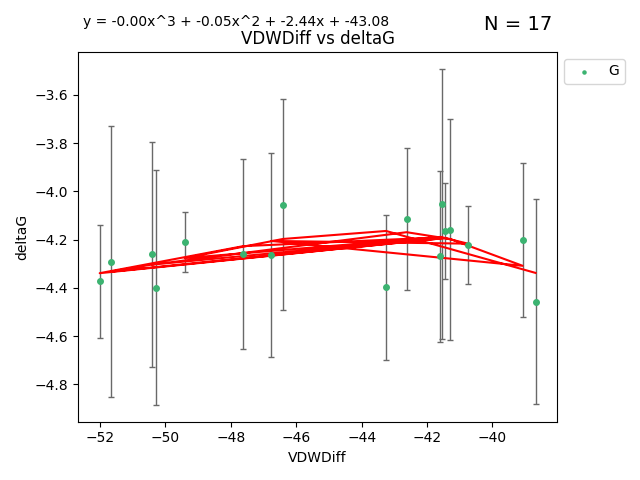 y = -0.00x^3 + -0.05x^2 + -2.44x + -43.08
N = 17
VDWDiff vs deltaG
G
deltaG
−3.6
−3.8
−4.0
−4.2
−4.4
−4.6
−4.8
−52
−50
−48
−46
−44
−42
−40
VDWDiff